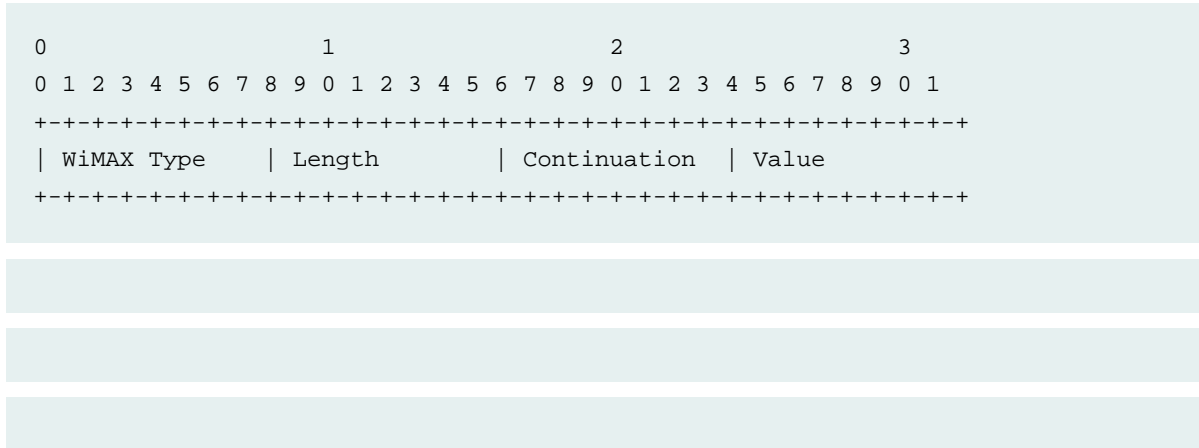 0                   1                   2                   3
0 1 2 3 4 5 6 7 8 9 0 1 2 3 4 5 6 7 8 9 0 1 2 3 4 5 6 7 8 9 0 1
+-+-+-+-+-+-+-+-+-+-+-+-+-+-+-+-+-+-+-+-+-+-+-+-+-+-+-+-+-+-+-+-+
| WiMAX Type    | Length        | Continuation  | Value
+-+-+-+-+-+-+-+-+-+-+-+-+-+-+-+-+-+-+-+-+-+-+-+-+-+-+-+-+-+-+-+-+